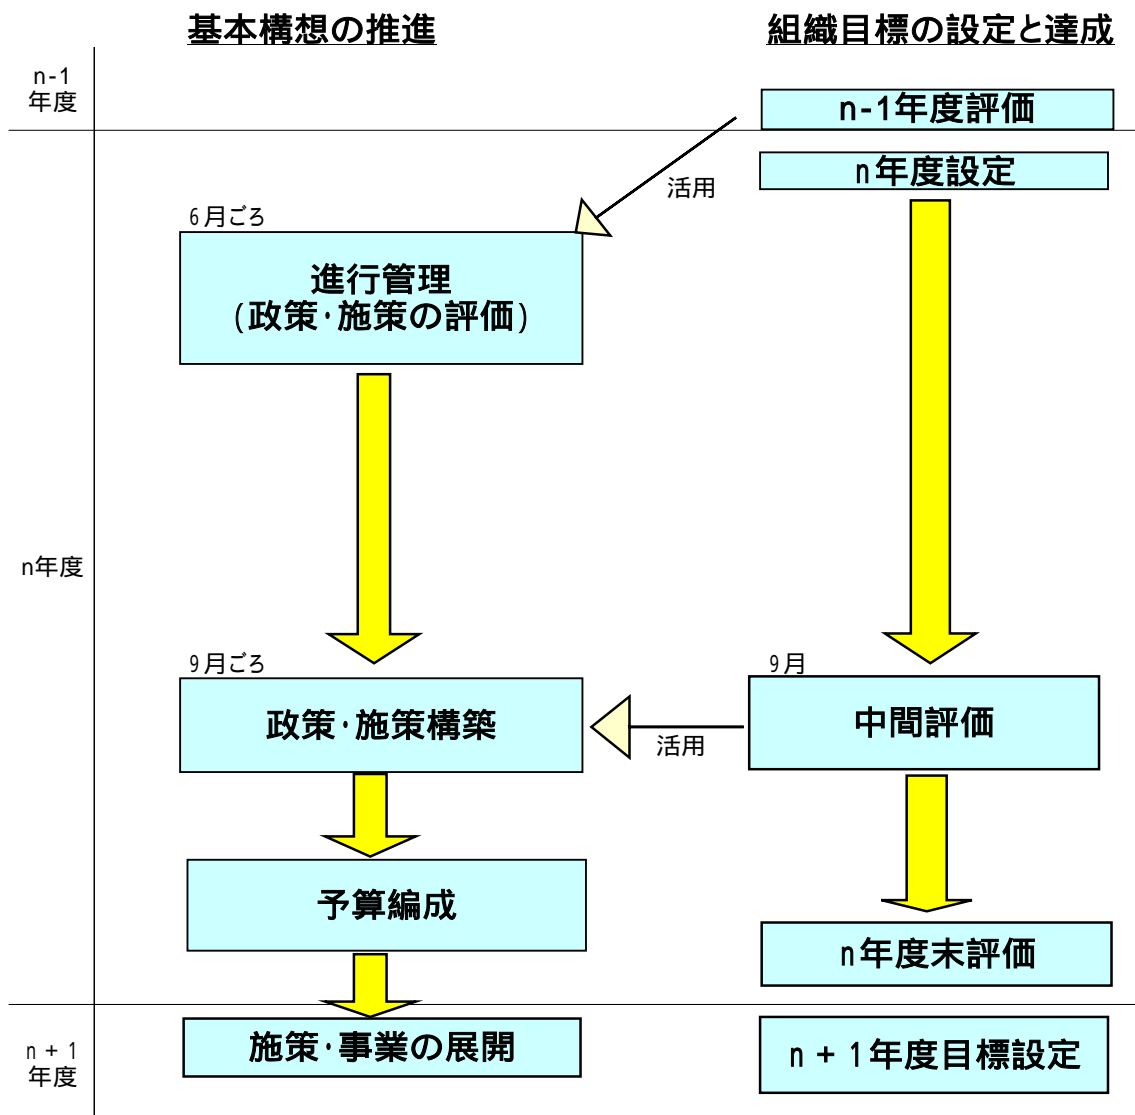 基本構想の推進
組織目標の設定と達成
n-1
年度
n-1年度評価
n年度設定
活用
6月ごろ
進行管理
(政策・施策の評価)
n年度
9月ごろ
9月
政策・施策構築
中間評価
活用
予算編成
n年度末評価
n+1
年度
施策・事業の展開
n+1年度目標設定